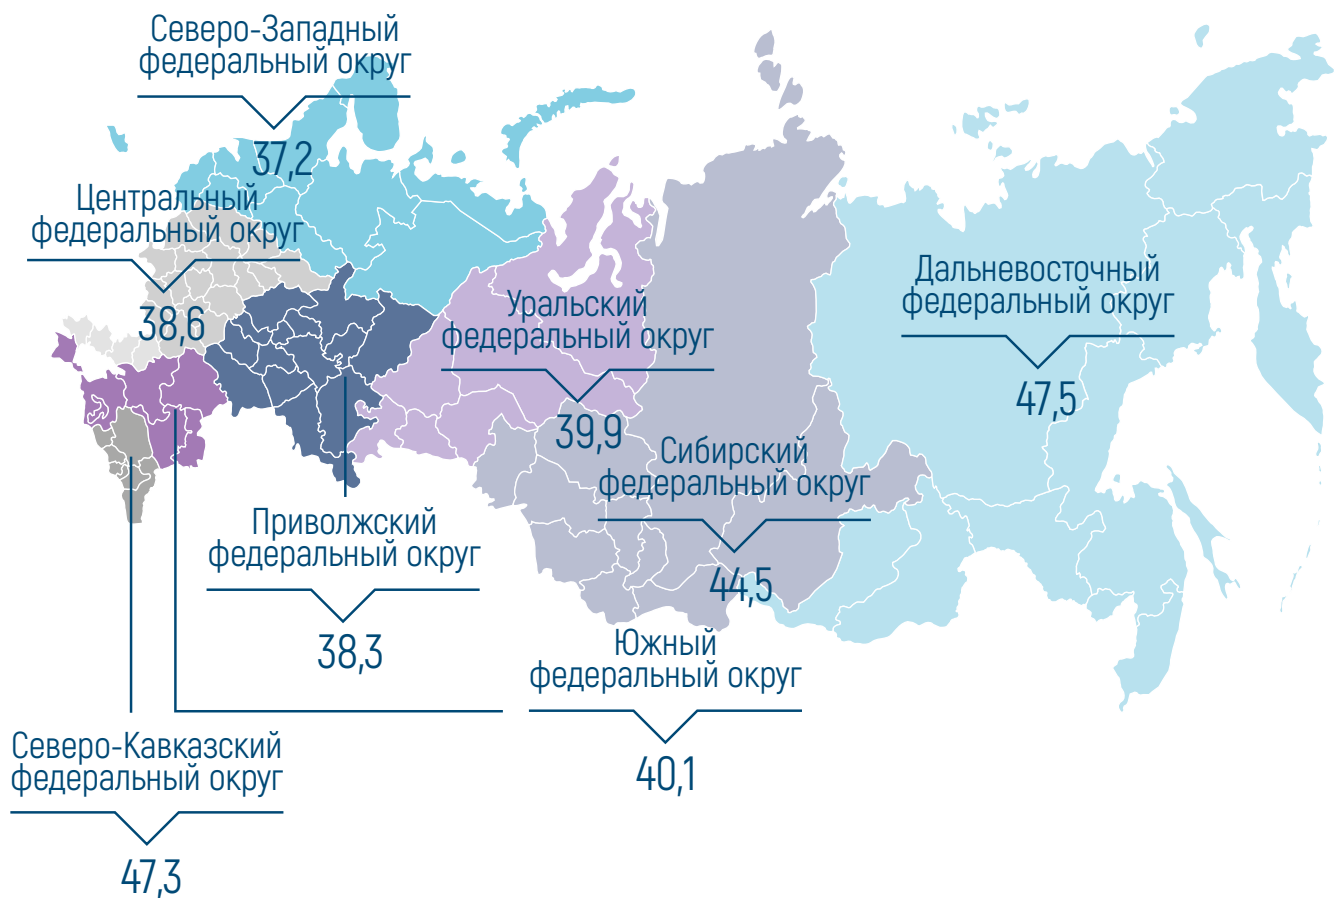 Северо-Западный
федеральный округ
37,2
Центральный
федеральный округ
38,6
Уральский
федеральный округ
39,9
Дальневосточный
федеральный округ
47,5
Сибирский
федеральный округ
44,5
Приволжский
федеральный округ
38,3
Южный
федеральный округ
40,1
Северо-Кавказский
федеральный округ
47,3